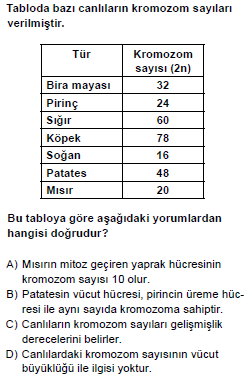 Tabloda bazı canlıların kromozom sayıları
verilmiştir.
Tür Kromozom
sayısı (2n)
Bira mayası 32
Pirinç 24
Sığır 60
Köpek 78
Soğan 16
Patates 48
Mısır 20
Bu tabloya göre aşağıdaki yorumlardan
hangisi doğrudur?
A) Mısırın mitoz geçiren yaprak hücresinin
kromozom sayısı 10 olur.
B) Patatesin vücut hücresi, pirincin üreme hüc-
resi ile aynı sayıda kromozoma sahiptir.
C) Canlıların kromozom sayıları gelişmişlik
derecelerini belirler.
D) Canlılardaki kromozom sayısının vücut
büyüklüğü ile ilgisi yoktur.